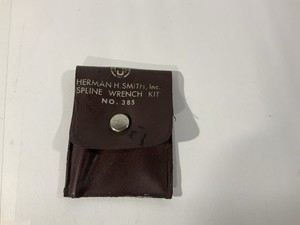 HERMAN H. SMITH, Inc.
SPLINE WRENCH KIT
NO. 385